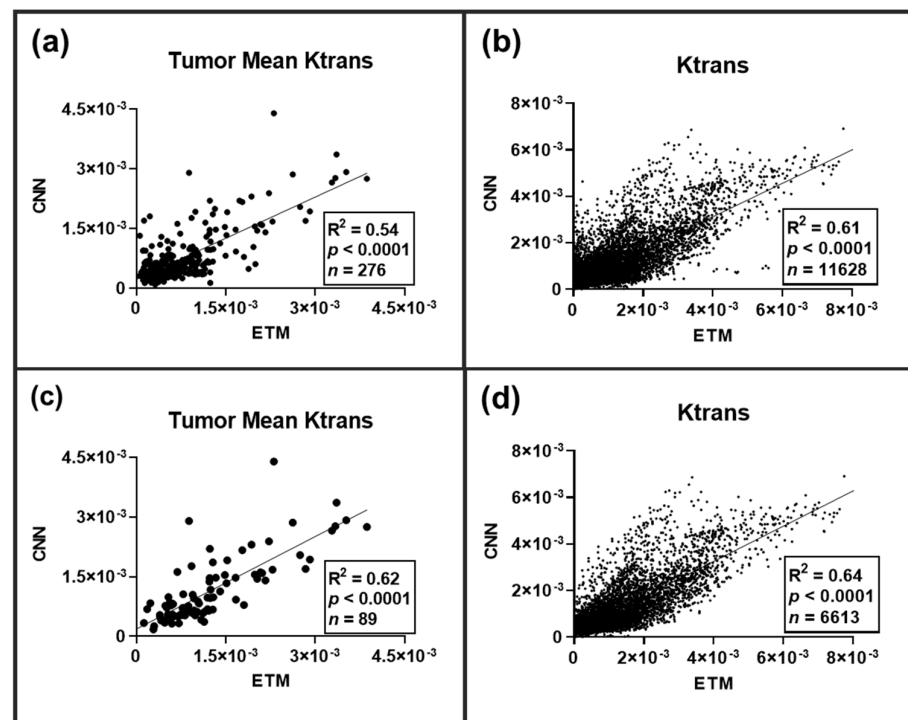 (a)
Tumor Mean Ktrans
4.5×10⁻³
3×10⁻³
1.5×10⁻³
0
CNN
R² = 0.54
p < 0.0001
n = 276
0
1.5×10⁻³
3×10⁻³
4.5×10⁻³
ETM
(b)
Ktrans
8×10⁻³
6×10⁻³
4×10⁻³
2×10⁻³
0
CNN
R² = 0.61
p < 0.0001
n = 11628
0
2×10⁻³
4×10⁻³
6×10⁻³
8×10⁻³
ETM
(c)
Tumor Mean Ktrans
4.5×10⁻³
3×10⁻³
1.5×10⁻³
0
CNN
R² = 0.62
p < 0.0001
n = 89
0
1.5×10⁻³
3×10⁻³
4.5×10⁻³
ETM
(d)
Ktrans
8×10⁻³
6×10⁻³
4×10⁻³
2×10⁻³
0
CNN
R² = 0.64
p < 0.0001
n = 6613
0
2×10⁻³
4×10⁻³
6×10⁻³
8×10⁻³
ETM